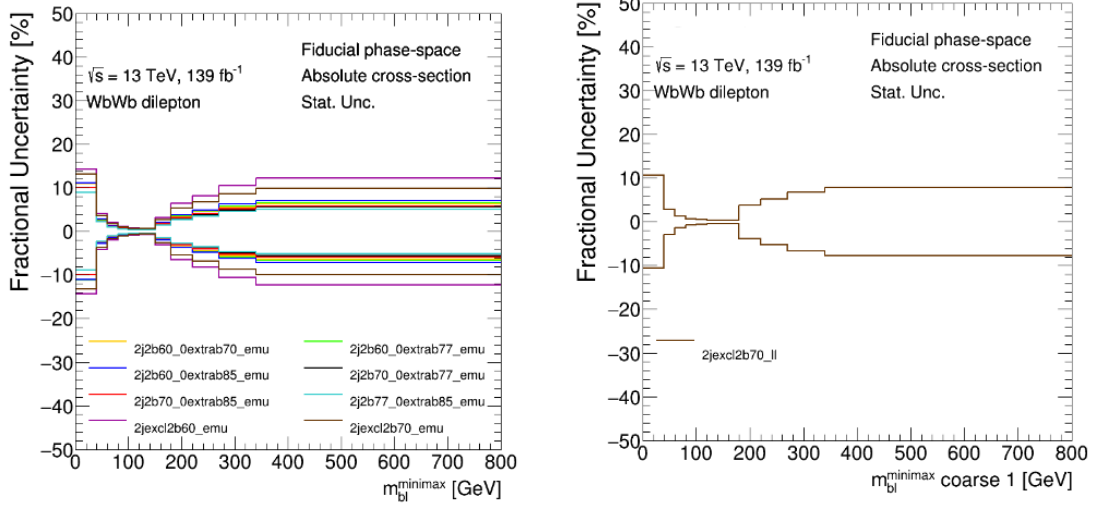 Fractional Uncertainty [%]
50
40
30
20
10
0
−10
−20
−30
−40
−50
√s = 13 TeV, 139 fb⁻¹
WbWb dilepton
Fiducial phase-space
Absolute cross-section
Stat. Unc.
2j2b60_0extrab70_emu
2j2b60_0extrab85_emu
2j2b70_0extrab85_emu
2jexcl2b60_emu
2j2b60_0extrab77_emu
2j2b70_0extrab77_emu
2j2b77_0extrab85_emu
2jexcl2b70_emu
0 100 200 300 400 500 600 700 800
m_bl^minimax [GeV]
Fractional Uncertainty [%]
50
40
30
20
10
0
−10
−20
−30
−40
−50
√s = 13 TeV, 139 fb⁻¹
WbWb dilepton
Fiducial phase-space
Absolute cross-section
Stat. Unc.
2jexcl2b70_ll
0 100 200 300 400 500 600 700 800
m_bl^minimax coarse 1 [GeV]